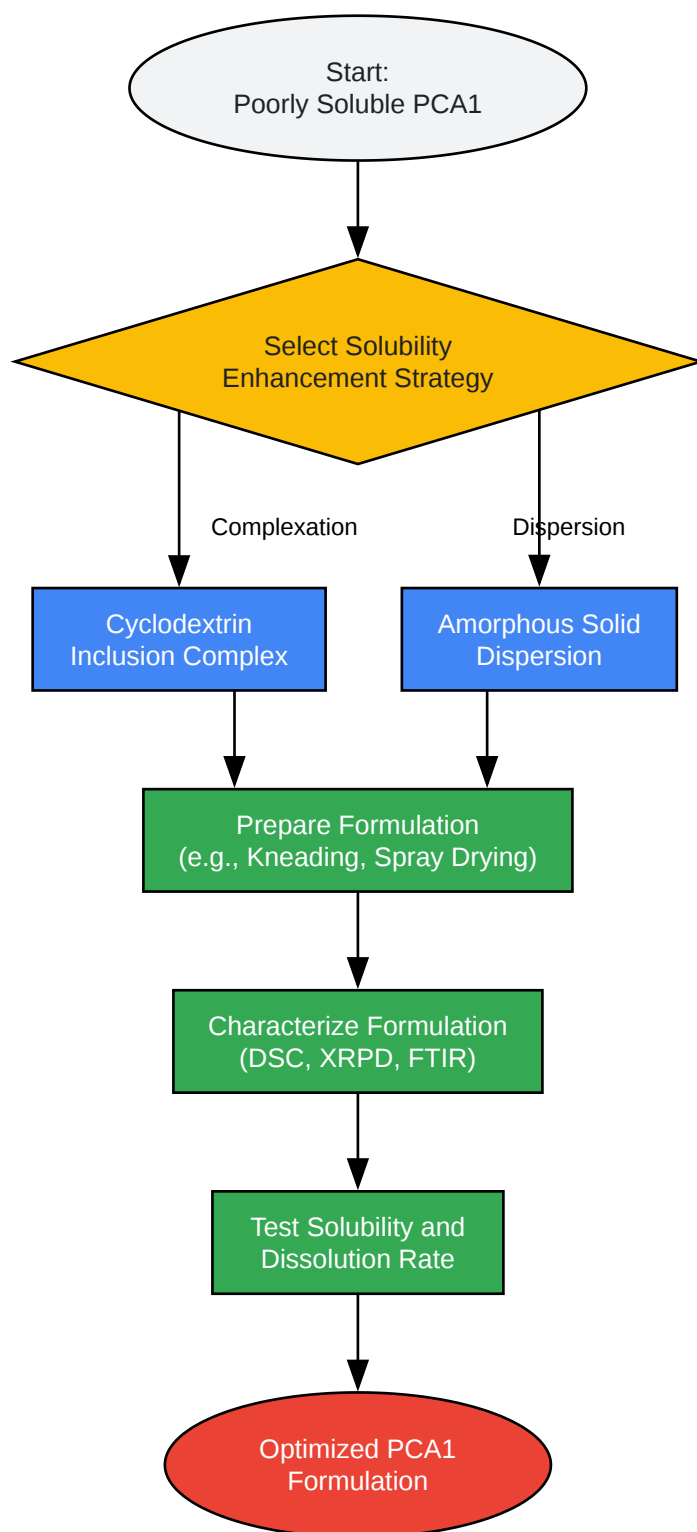 Start:
Poorly Soluble PCA1
Select Solubility
Enhancement Strategy
Complexation
Dispersion
Cyclodextrin
Inclusion Complex
Amorphous Solid
Dispersion
Prepare Formulation
(e.g., Kneading, Spray Drying)
Characterize Formulation
(DSC, XRPD, FTIR)
Test Solubility and
Dissolution Rate
Optimized PCA1
Formulation